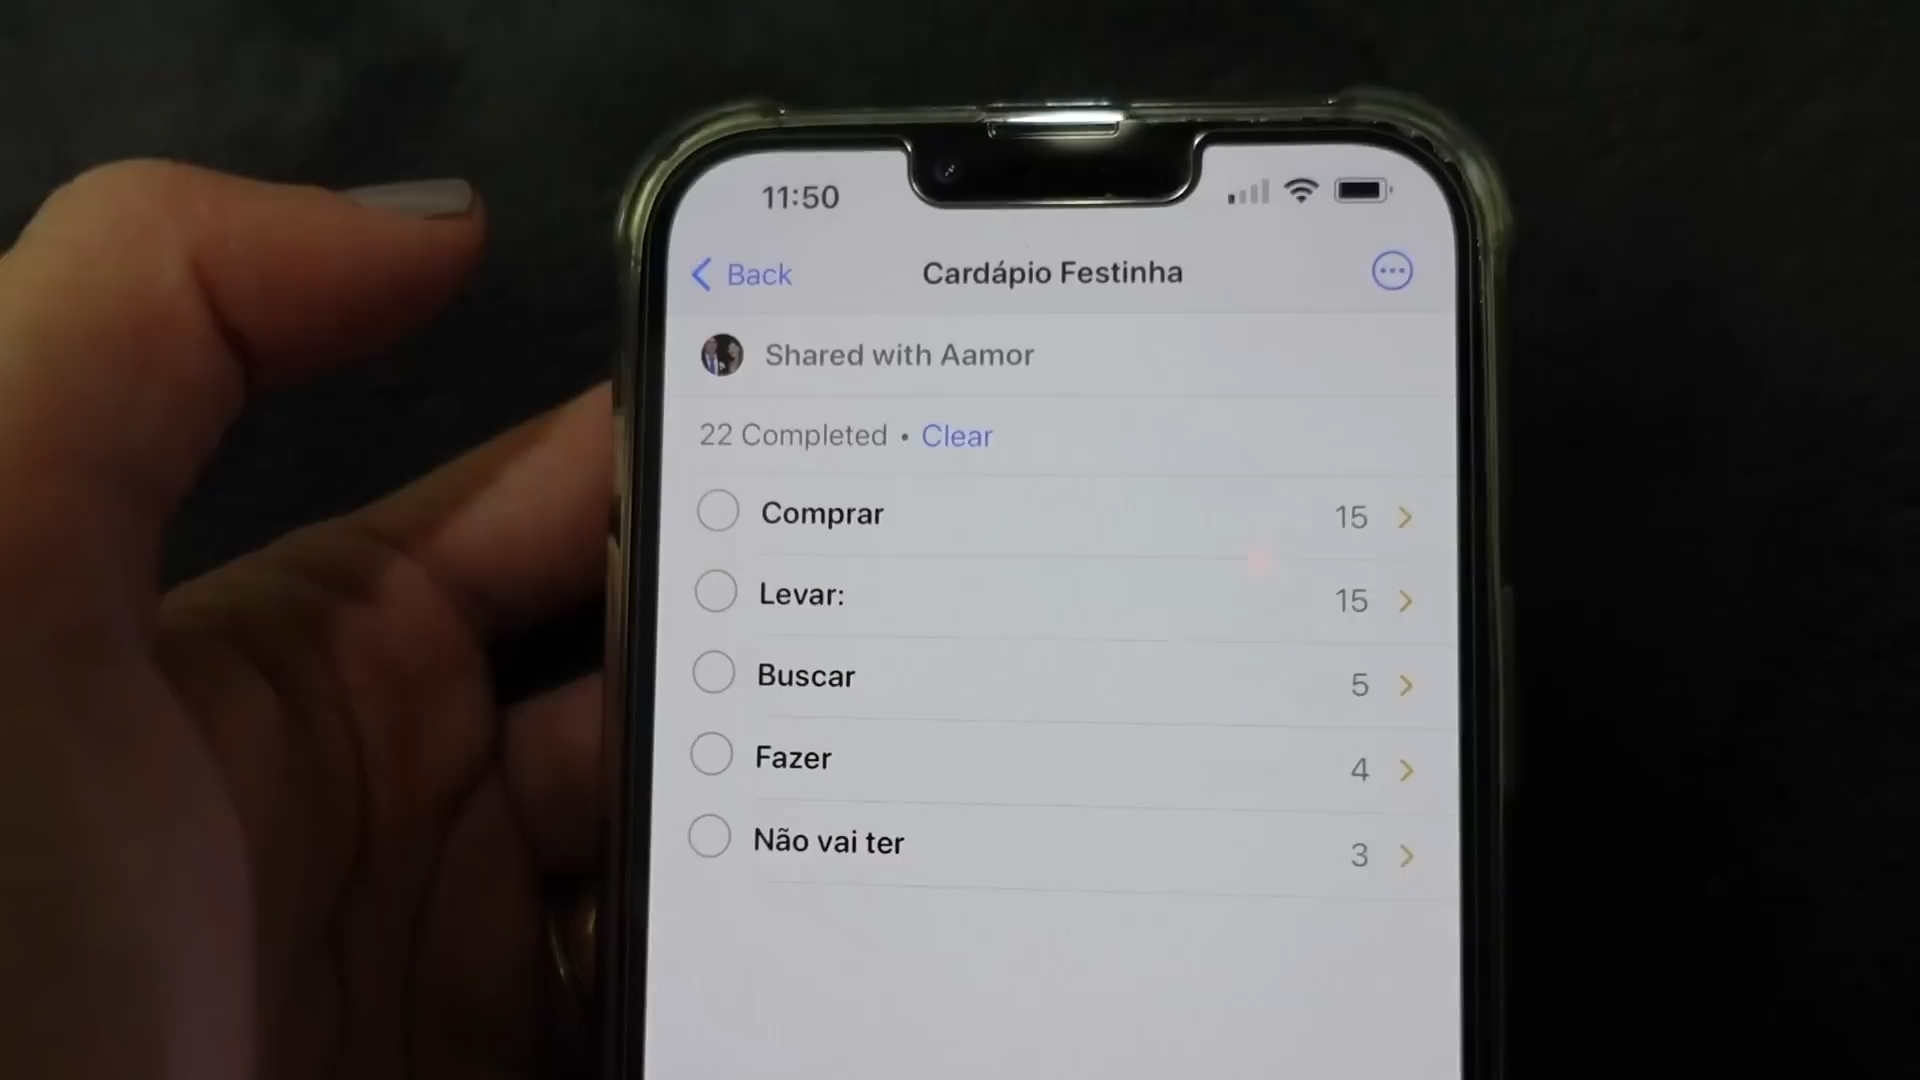 11:50
Back Cardápio Festinha
Shared with Aamor
22 Completed • Clear
Comprar 15
Levar: 15
Buscar 5
Fazer 4
Não vai ter 3